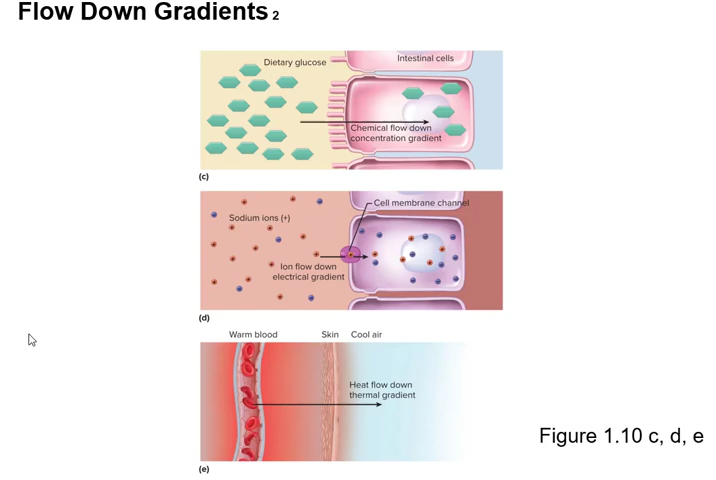 Flow Down Gradients 2
Dietary glucose
Intestinal cells
Chemical flow down
concentration gradient
(c)
Cell membrane channel
Sodium ions (+)
Ion flow down
electrical gradient
(d)
Warm blood
Skin
Cool air
Heat flow down
thermal gradient
(e)
Figure 1.10 c, d, e